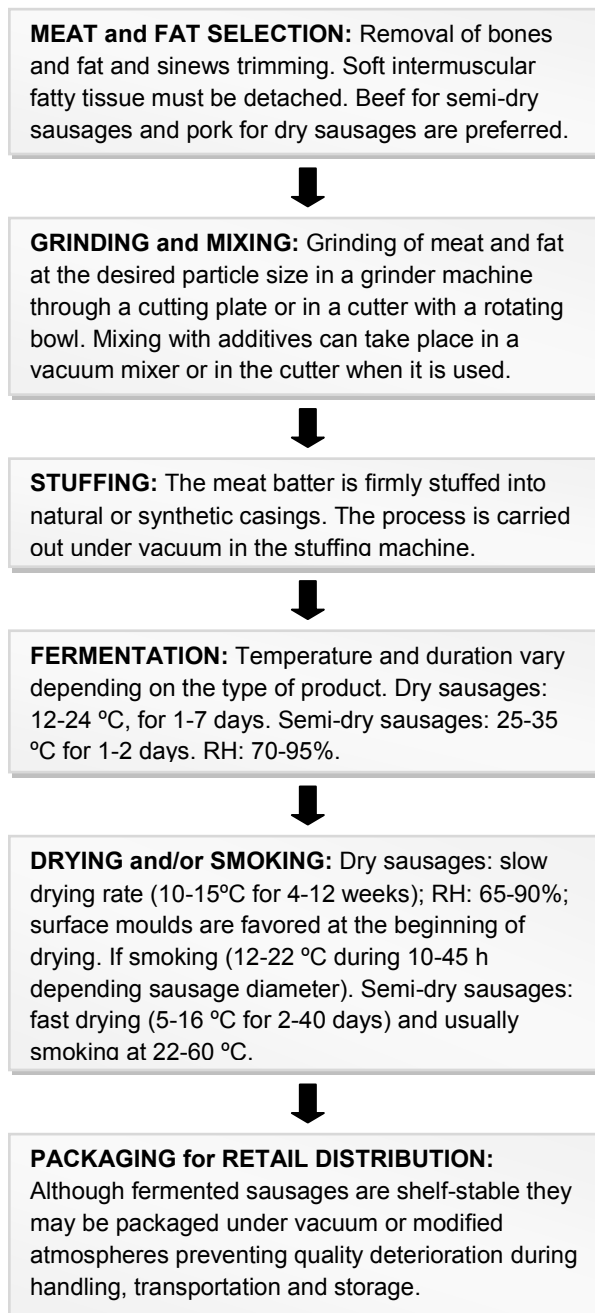 MEAT and FAT SELECTION: Removal of bones
and fat and sinews trimming. Soft intermuscular
fatty tissue must be detached. Beef for semi-dry
sausages and pork for dry sausages are preferred.
GRINDING and MIXING: Grinding of meat and fat
at the desired particle size in a grinder machine
through a cutting plate or in a cutter with a rotating
bowl. Mixing with additives can take place in a
vacuum mixer or in the cutter when it is used.
STUFFING: The meat batter is firmly stuffed into
natural or synthetic casings. The process is carried
out under vacuum in the stuffing machine.
FERMENTATION: Temperature and duration vary
depending on the type of product. Dry sausages:
12-24 ºC, for 1-7 days. Semi-dry sausages: 25-35
ºC for 1-2 days. RH: 70-95%.
DRYING and/or SMOKING: Dry sausages: slow
drying rate (10-15ºC for 4-12 weeks); RH: 65-90%;
surface moulds are favored at the beginning of
drying. If smoking (12-22 ºC during 10-45 h
depending sausage diameter). Semi-dry sausages:
fast drying (5-16 ºC for 2-40 days) and usually
smoking at 22-60 ºC.
PACKAGING for RETAIL DISTRIBUTION:
Although fermented sausages are shelf-stable they
may be packaged under vacuum or modified
atmospheres preventing quality deterioration during
handling, transportation and storage.